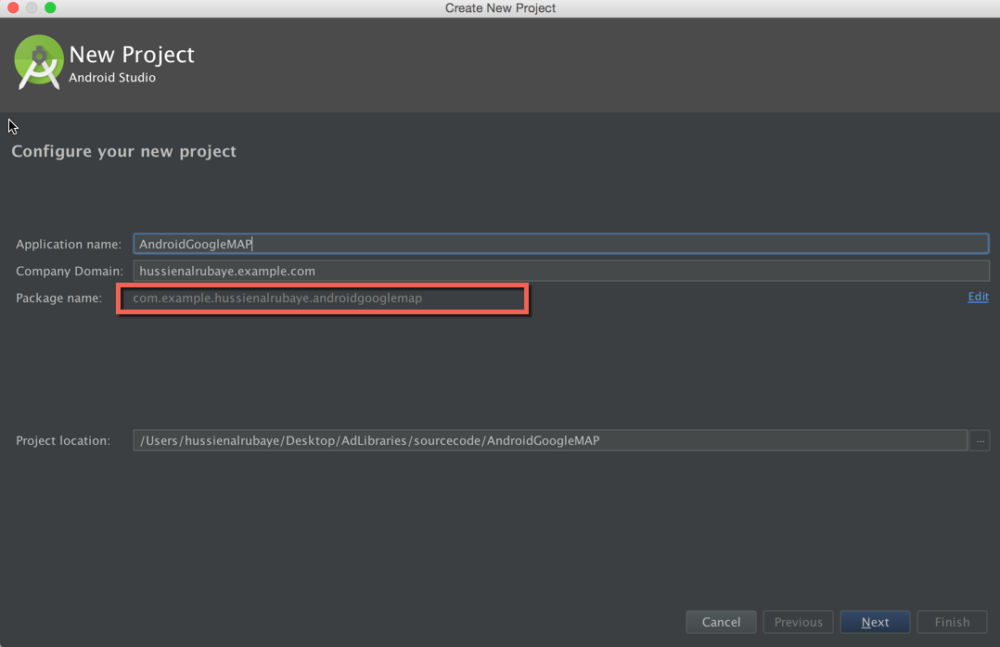 Create New Project
New Project
Android Studio
Configure your new project
Application name: AndroidGoogleMAP
Company Domain: hussienalrubaye.example.com
Package name: com.example.hussienalrubaye.androidgooglemap Edit
Project location: /Users/hussienalrubaye/Desktop/AdLibraries/sourcecode/AndroidGoogleMAP ...
Cancel Previous Next Finish